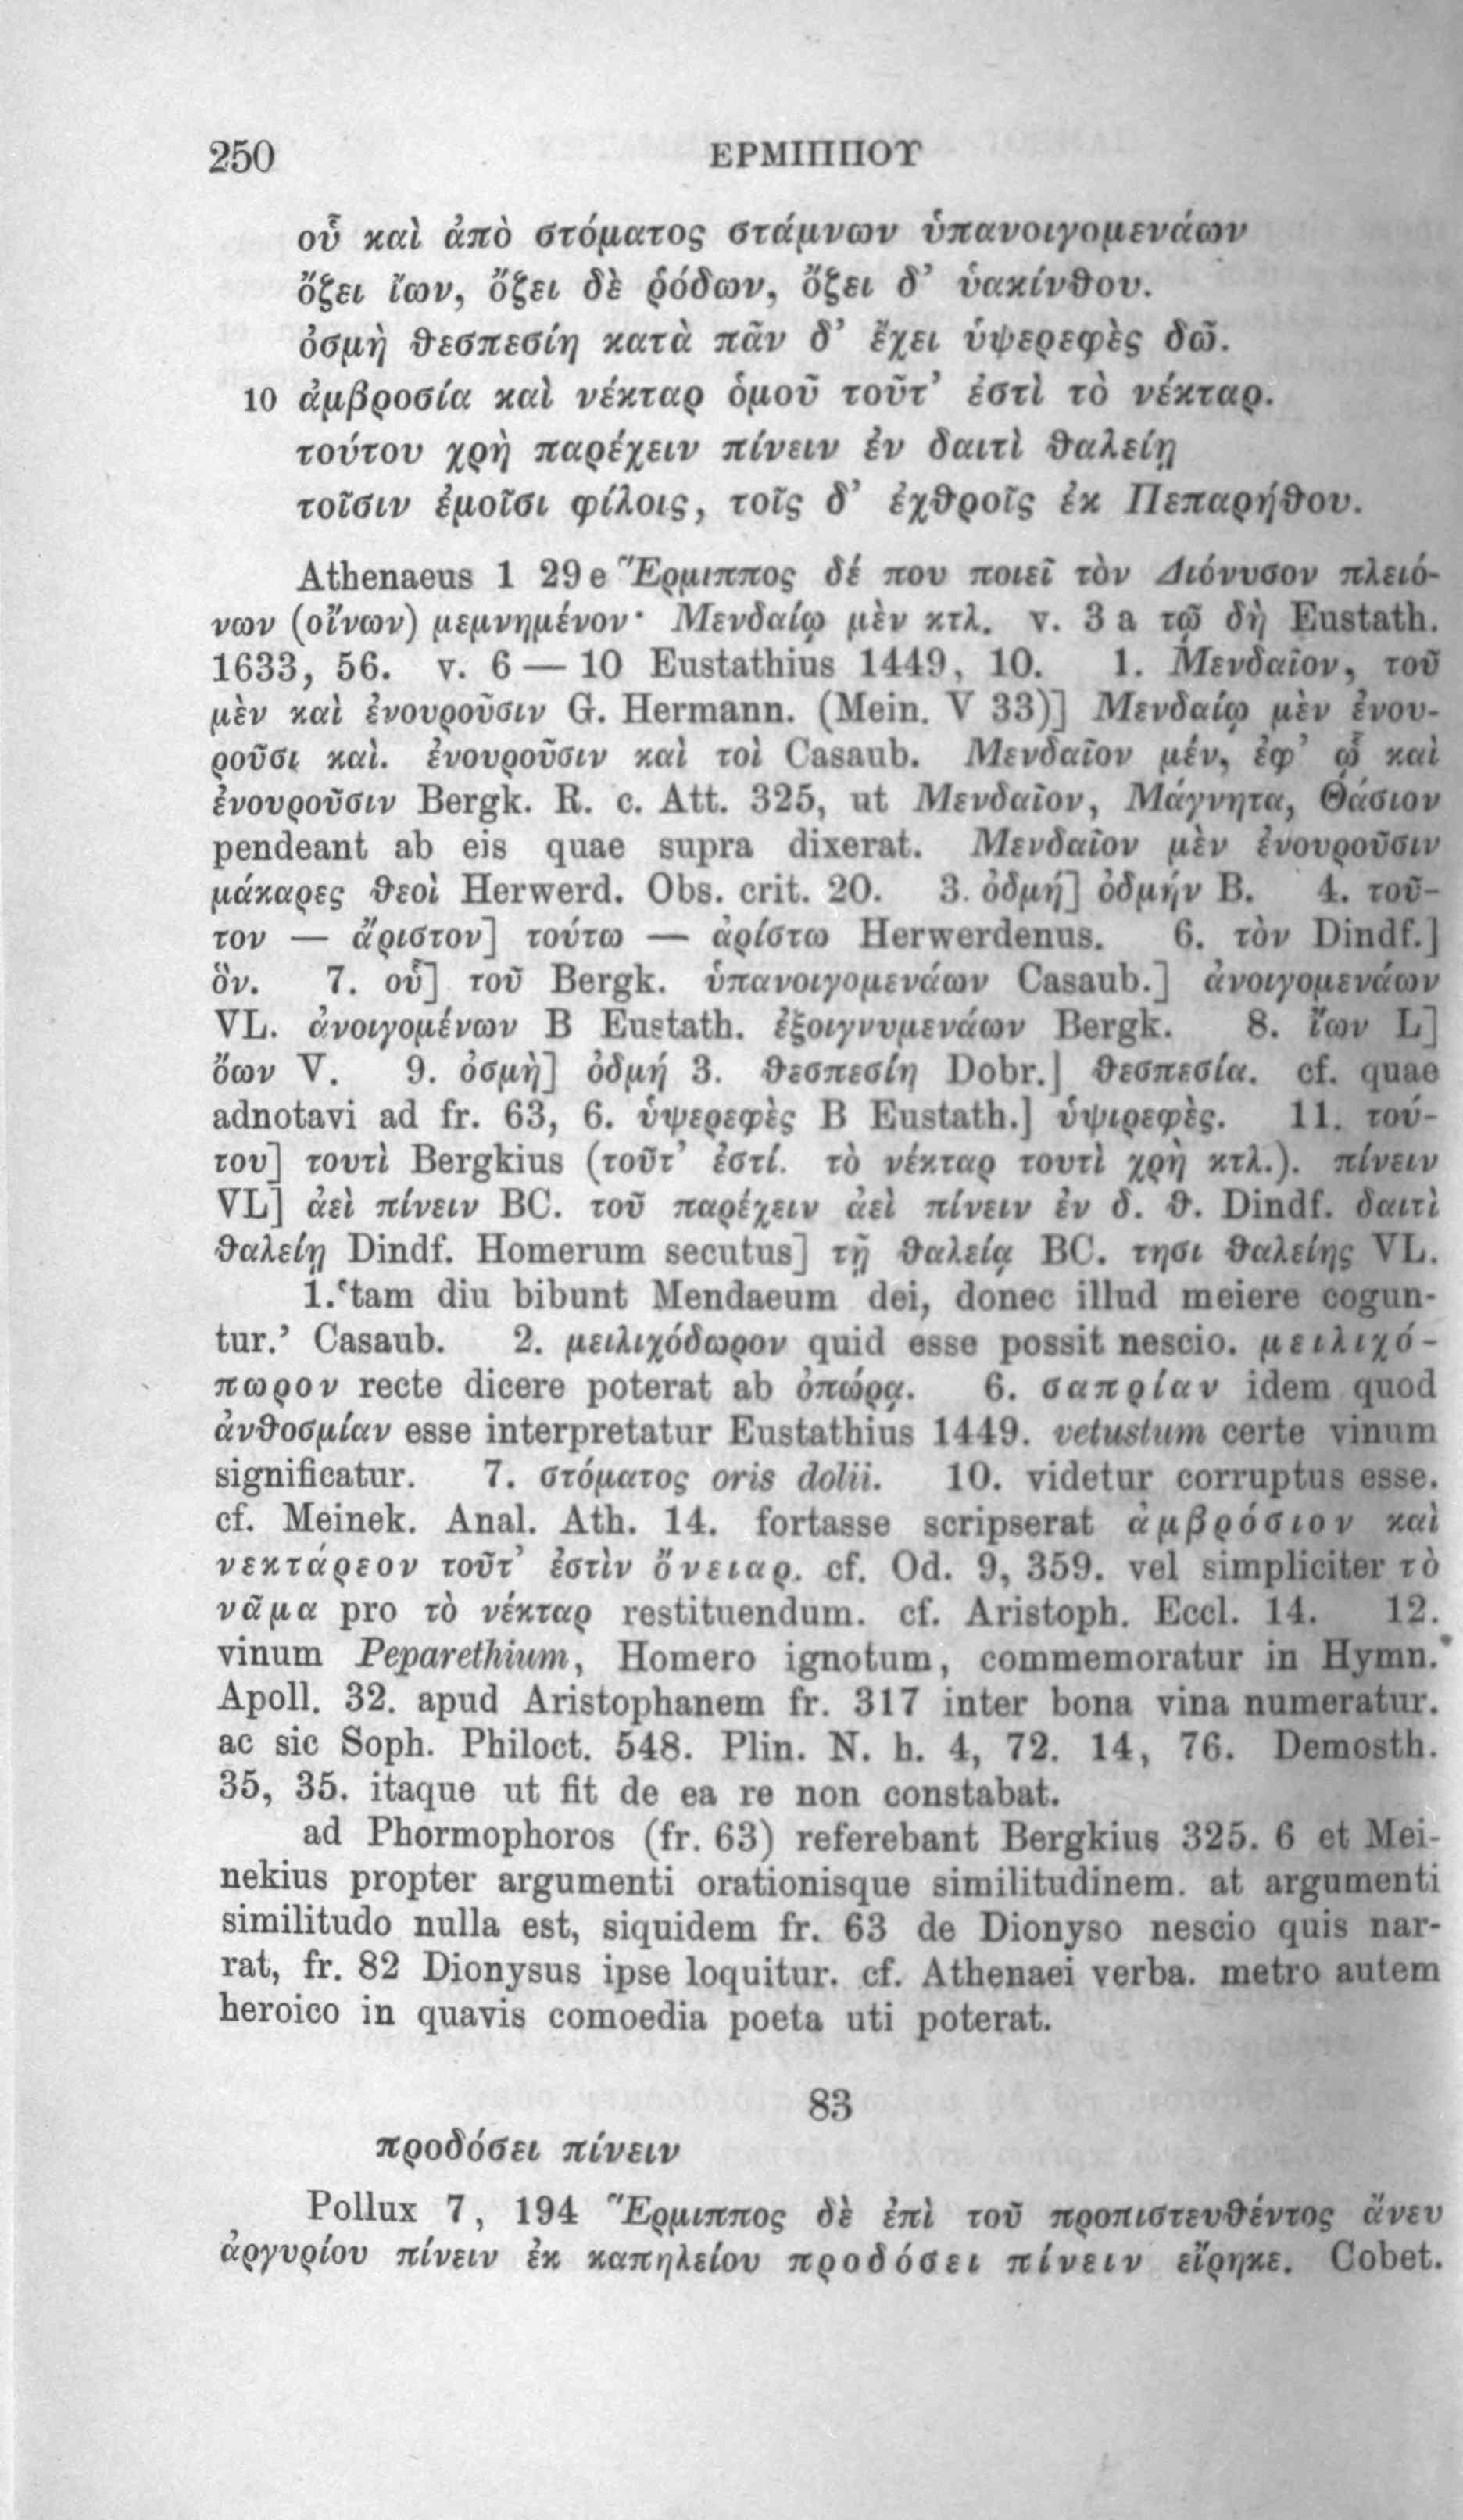 250
ΕΡΜΙΠΠΟΥ
οὗ καὶ ἀπὸ στόματος στάμνων ὑπανοιγομενάων
ὄζει ἴων, ὄζει δὲ ῥόδων, ὄζει δ’ ὑακίνθου.
ὀσμὴ θεσπεσίη κατὰ πᾶν δ’ ἔχει ὑψερεφὲς δῶ.
10 ἀμβροσία καὶ νέκταρ ὁμοῦ τοῦτ’ ἐστὶ τὸ νέκταρ.
τούτου χρὴ παρέχειν πίνειν ἐν δαιτὶ θαλείῃ
τοῖσιν ἐμοῖσι φίλοις, τοῖς δ’ ἐχθροῖς ἐκ Πεπαρήθου.
Athenaeus 1 29 e Ἕρμιππος δέ που ποιεῖ τὸν Διόνυσον πλειό-
νων (οἴνων) μεμνημένον· Μενδαίῳ μὲν κτλ. v. 3 a τῷ δὴ Eustath.
1633, 56. v. 6 — 10 Eustathius 1449, 10. 1. Μενδαῖον, τοῦ
μὲν καὶ ἐνουροῦσιν G. Hermann. (Mein. V 33)] Μενδαίῳ μὲν ἐνου-
ροῦσι καὶ. ἐνουροῦσιν καὶ τοὶ Casaub. Μενδαῖον μέν, ἐφ’ ᾧ καὶ
ἐνουροῦσιν Bergk. R. c. Att. 325, ut Μενδαῖον, Μάγνητα, Θάσιον
pendeant ab eis quae supra dixerat. Μενδαῖον μὲν ἐνουροῦσιν
μάκαρες θεοὶ Herwerd. Obs. crit. 20. 3. ὀδμή] ὀδμήν B. 4. τοῦ-
τον — ἄριστον] τούτω — ἀρίστω Herwerdenus. 6. τὸν Dindf.]
ὃν. 7. οὗ] τοῦ Bergk. ὑπανοιγομενάων Casaub.] ἀνοιγομενάων
VL. ἀνοιγομένων B Eustath. ἐξοιγνυμενάων Bergk. 8. ἴων L]
ὄων V. 9. ὀσμὴ] ὀδμή 3. θεσπεσίη Dobr.] θεσπεσία. cf. quae
adnotavi ad fr. 63, 6. ὑψερεφὲς B Eustath.] ὑψιρεφὲς. 11. τού-
του] τουτὶ Bergkius (τοῦτ’ ἐστί. τὸ νέκταρ τουτὶ χρὴ κτλ.). πίνειν
VL] ἀεὶ πίνειν BC. τοῦ παρέχειν ἀεὶ πίνειν ἐν δ. θ. Dindf. δαιτὶ
θαλείῃ Dindf. Homerum secutus] τῇ θαλείᾳ BC. τησι θαλείης VL.
1. ‘tam diu bibunt Mendaeum dei, donec illud meiere cogun-
tur.’ Casaub. 2. μειλιχόδωρον quid esse possit nescio. μειλιχό-
πωρον recte dicere poterat ab ὀπώρᾳ. 6. σαπρίαν idem quod
ἀνθοσμίαν esse interpretatur Eustathius 1449. vetustum certe vinum
significatur. 7. στόματος oris dolii. 10. videtur corruptus esse.
cf. Meinek. Anal. Ath. 14. fortasse scripserat ἀμβρόσιον καὶ
νεκτάρεον τοῦτ’ ἐστὶν ὄνειαρ. cf. Od. 9, 359. vel simpliciter τὸ
νᾶμα pro τὸ νέκταρ restituendum. cf. Aristoph. Eccl. 14. 12.
vinum Peparethium, Homero ignotum, commemoratur in Hymn.
Apoll. 32. apud Aristophanem fr. 317 inter bona vina numeratur.
ac sic Soph. Philoct. 548. Plin. N. h. 4, 72. 14, 76. Demosth.
35, 35. itaque ut fit de ea re non constabat.
ad Phormophoros (fr. 63) referebant Bergkius 325. 6 et Mei-
nekius propter argumenti orationisque similitudinem. at argumenti
similitudo nulla est, siquidem fr. 63 de Dionyso nescio quis nar-
rat, fr. 82 Dionysus ipse loquitur. cf. Athenaei verba. metro autem
heroico in quavis comoedia poeta uti poterat.
83
προδόσει πίνειν
Pollux 7, 194 Ἕρμιππος δὲ ἐπὶ τοῦ προπιστευθέντος ἄνευ
ἀργυρίου πίνειν ἐκ καπηλείου προδόσει πίνειν εἴρηκε. Cobet.